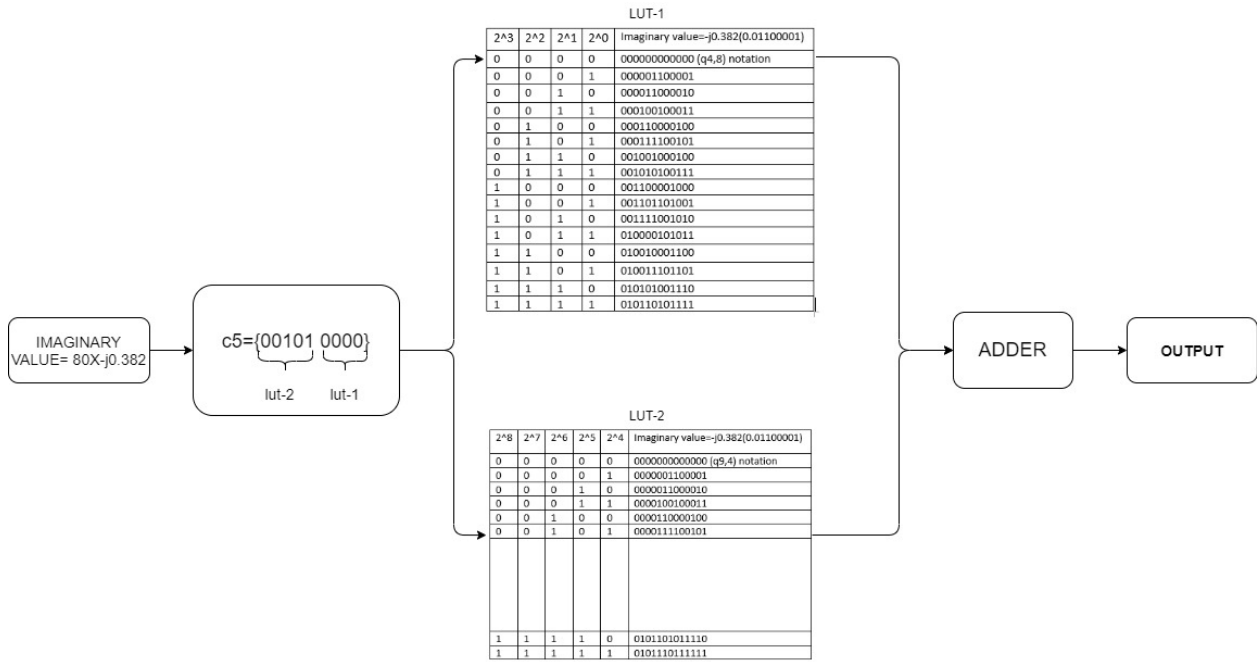 LUT-1
2^3 2^2 2^1 2^0 Imaginary value=-j0.382(0.01100001)
0 0 0 0 000000000000 (q4,8) notation
0 0 0 1 000001100001
0 0 1 0 000011000010
0 0 1 1 000100100011
0 1 0 0 000110000100
0 1 0 1 000111100101
0 1 1 0 001001000100
0 1 1 1 001010100111
1 0 0 0 001100001000
1 0 0 1 001101101001
1 0 1 0 001111001010
1 0 1 1 010000101011
1 1 0 0 010010001100
1 1 0 1 010011101101
1 1 1 0 010101001110
1 1 1 1 010110101111
IMAGINARY
VALUE= 80X-j0.382
c5={00101 0000}
lut-2 lut-1
ADDER
OUTPUT
LUT-2
2^8 2^7 2^6 2^5 2^4 Imaginary value=-j0.382(0.01100001)
0 0 0 0 0 0000000000000 (q9,4) notation
0 0 0 0 1 0000001100001
0 0 0 1 0 0000011000010
0 0 0 1 1 0000100100011
0 0 1 0 0 0000110000100
0 0 1 0 1 0000111100101
1 1 1 1 0 0101101011110
1 1 1 1 1 0101110111111